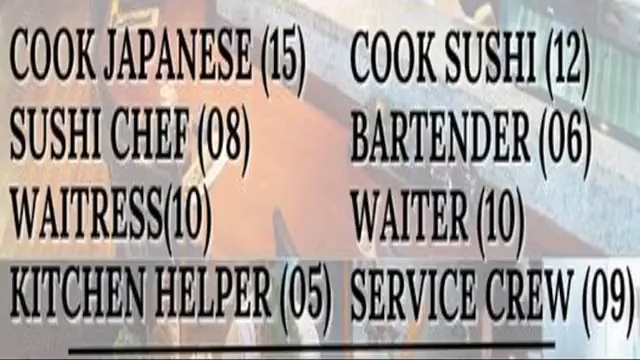 COOK JAPANESE (15)
COOK SUSHI (12)
SUSHI CHEF (08)
BARTENDER (06)
WAITRESS(10)
WAITER (10)
KITCHEN HELPER (05)
SERVICE CREW (09)